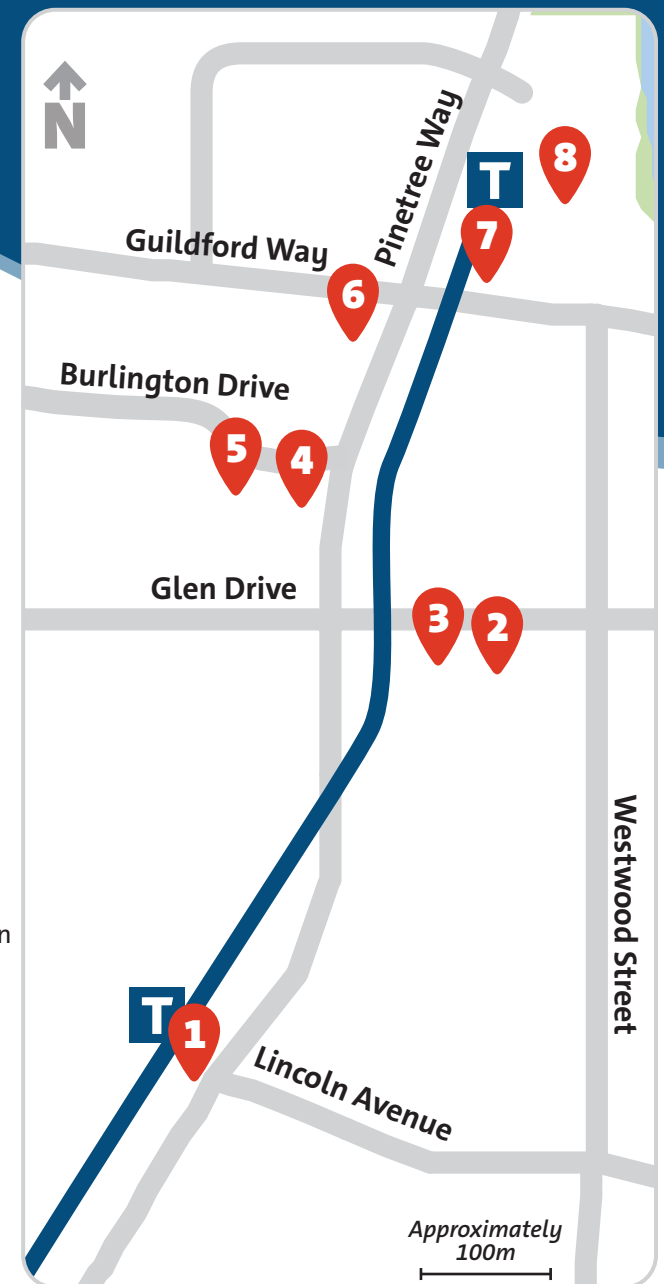 N
Pinetree Way
T
8
7
Guildford Way
6
Burlington Drive
5
4
Glen Drive
3
2
Westwood Street
n
T
1
Lincoln Avenue
Approximately
100m